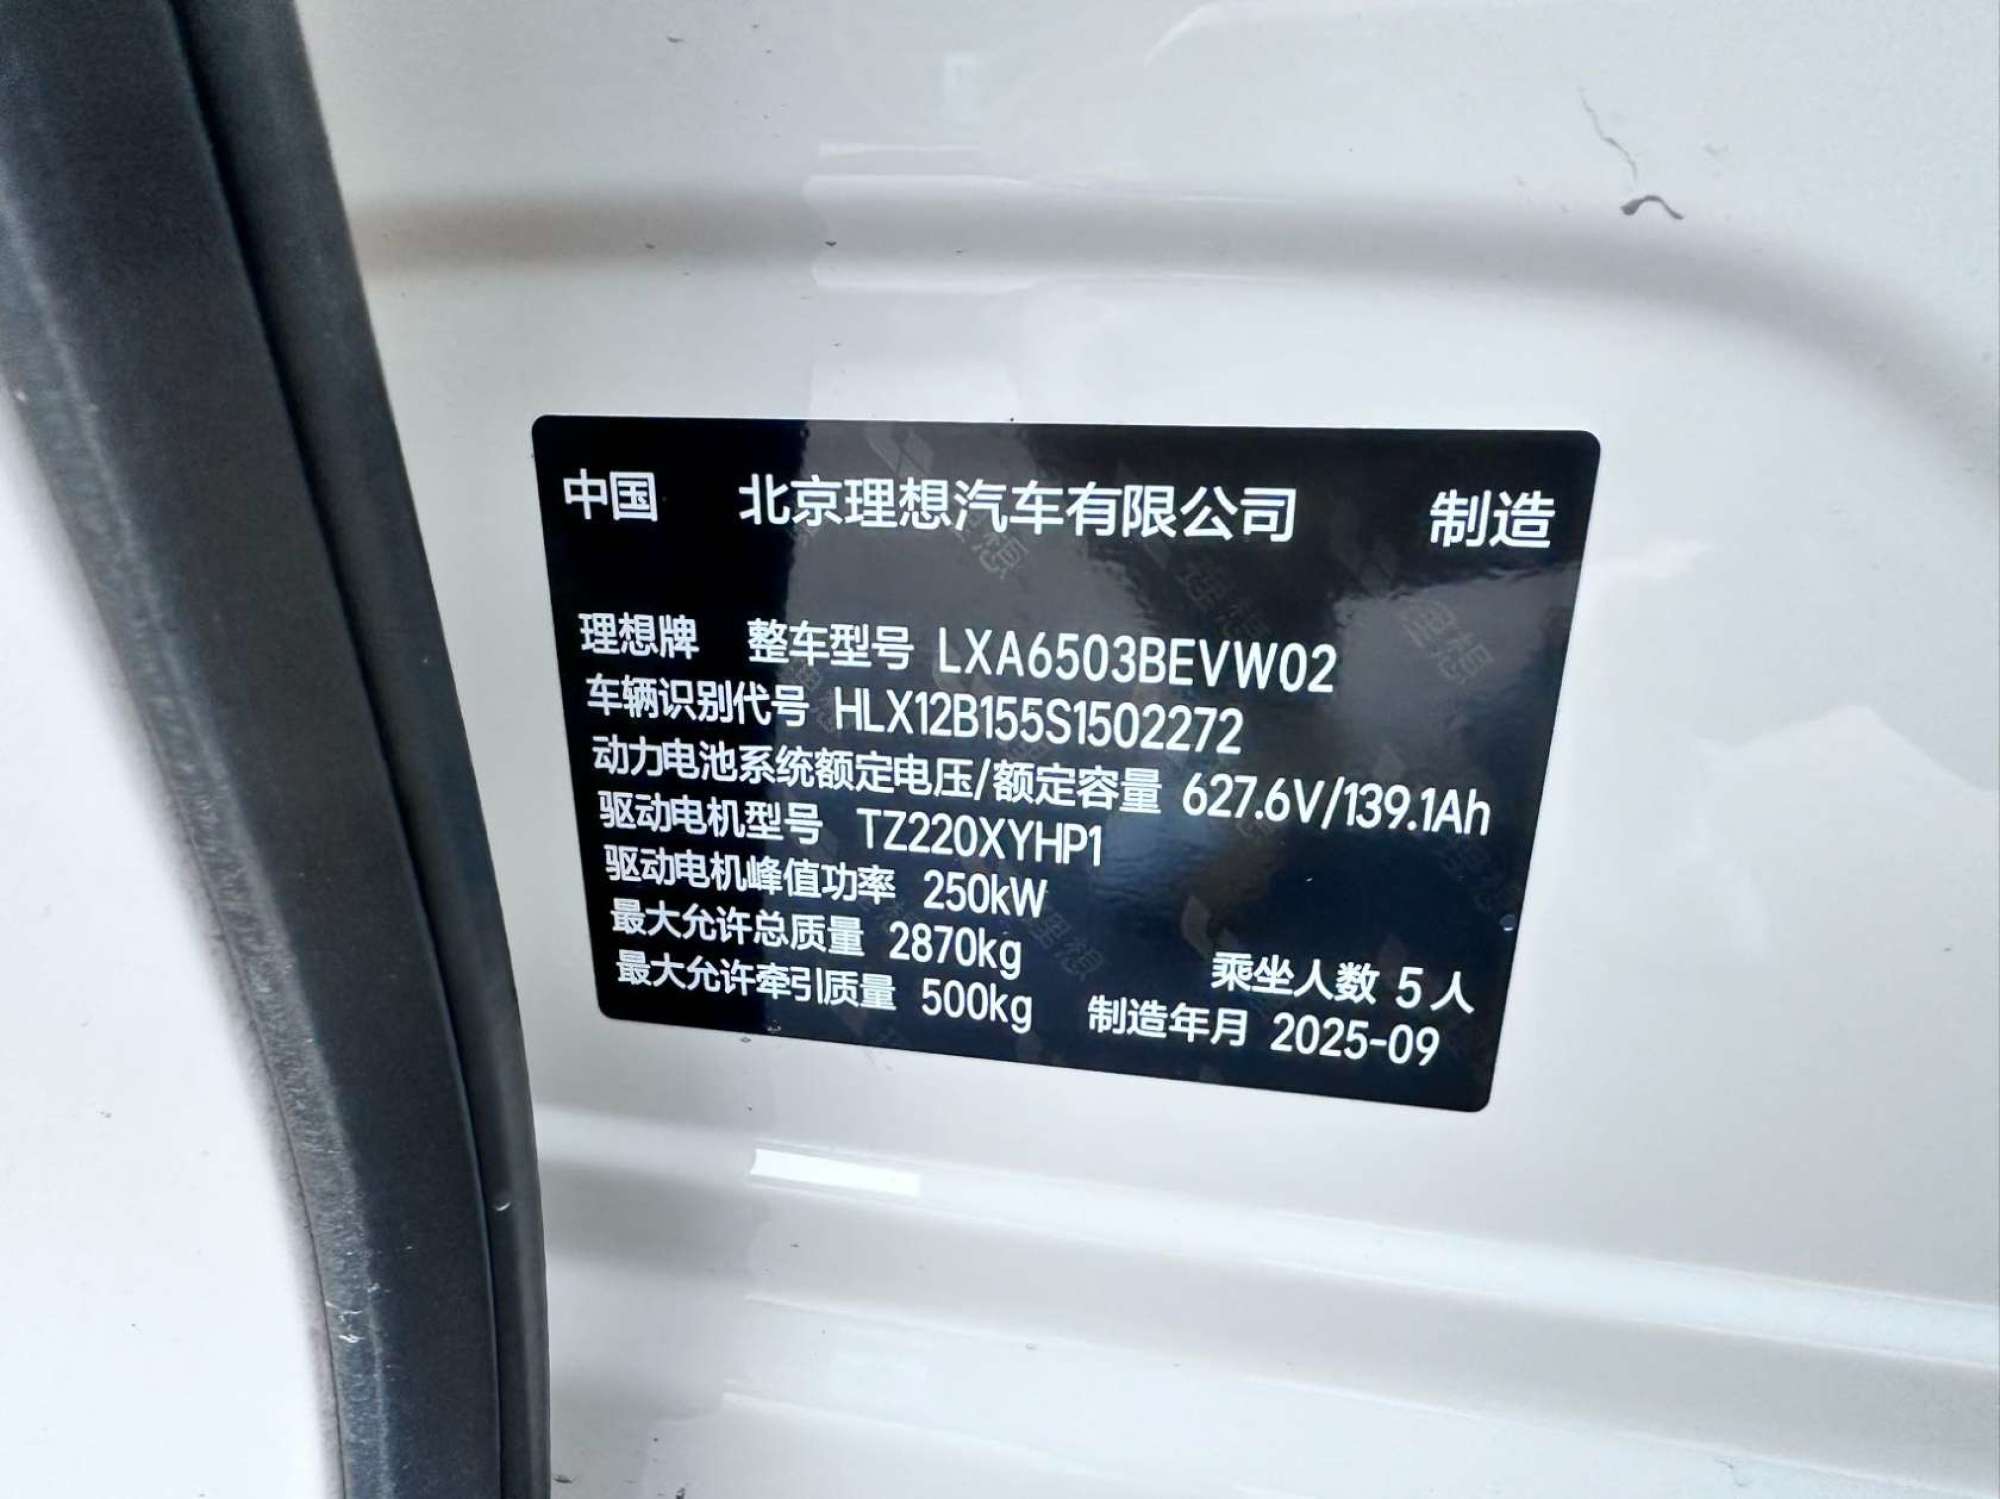 中国 北京理想汽车有限公司 制造
理想牌 整车型号 LXA6503BEVW02
车辆识别代号 HLX12B155S1502272
动力电池系统额定电压/额定容量 627.6V/139.1Ah
驱动电机型号 TZ220XYHP1
驱动电机峰值功率 250kW
最大允许总质量 2870kg 乘坐人数 5人
最大允许牵引质量 500kg 制造年月 2025-09